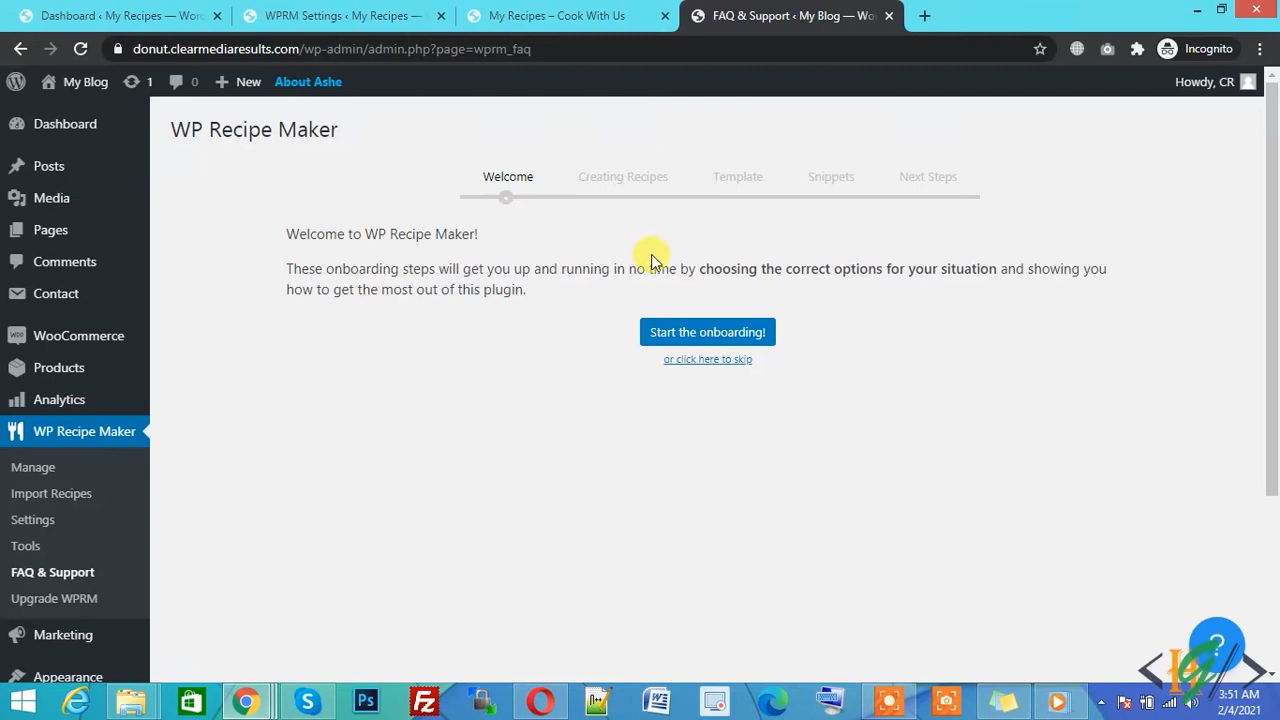 Dashboard ‹ My Recipes — Word
WPRM Settings ‹ My Recipes —
My Recipes – Cook With Us
FAQ & Support ‹ My Blog — Wo
donut.clearmediaresults.com/wp-admin/admin.php?page=wprm_faq
Incognito
My Blog
1
0
New
About Ashe
Howdy, CR
Dashboard
Posts
Media
Pages
Comments
Contact
WooCommerce
Products
Analytics
WP Recipe Maker
Manage
Import Recipes
Settings
Tools
FAQ & Support
Upgrade WPRM
Marketing
Appearance
WP Recipe Maker
Welcome
Creating Recipes
Template
Snippets
Next Steps
Welcome to WP Recipe Maker!
These onboarding steps will get you up and running in no time by choosing the correct options for your situation and showing you
how to get the most out of this plugin.
Start the onboarding!
or click here to skip
3:51 AM
2/4/2021